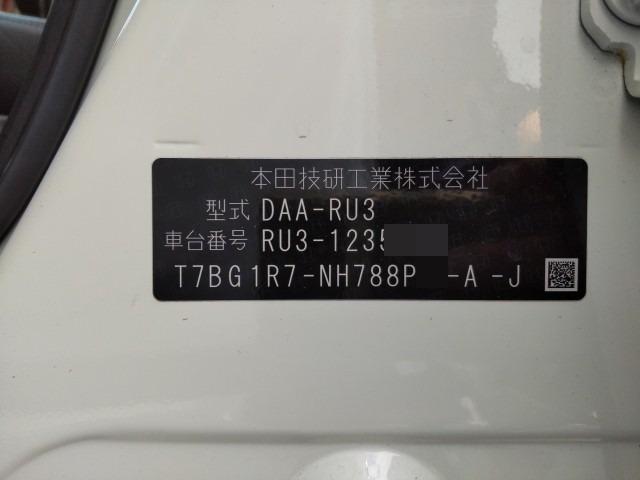 本田技研工業株式会社
型式 DAA-RU3
車台番号 RU3-1235
T7BG1R7-NH788P -A-J